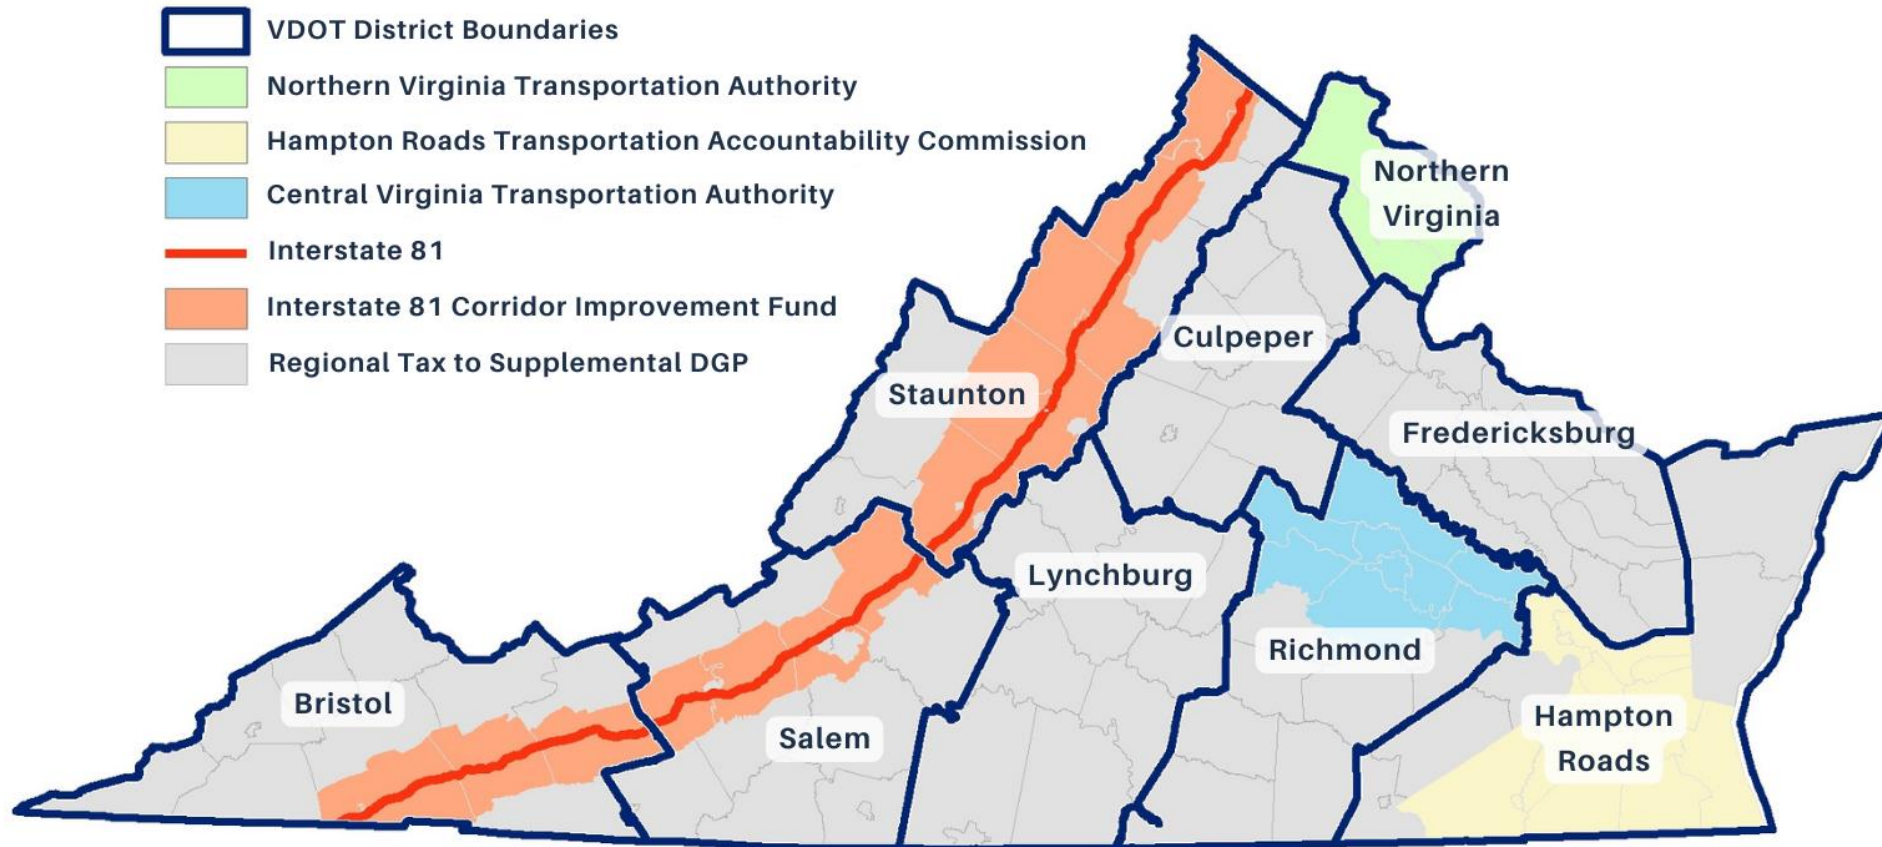 VDOT District Boundaries
Northern Virginia Transportation Authority
Hampton Roads Transportation Accountability Commission
Central Virginia Transportation Authority
Interstate 81
Interstate 81 Corridor Improvement Fund
Regional Tax to Supplemental DGP
Northern
Virginia
Culpeper
Staunton
Fredericksburg
Lynchburg
Richmond
Bristol
Salem
Hampton
Roads